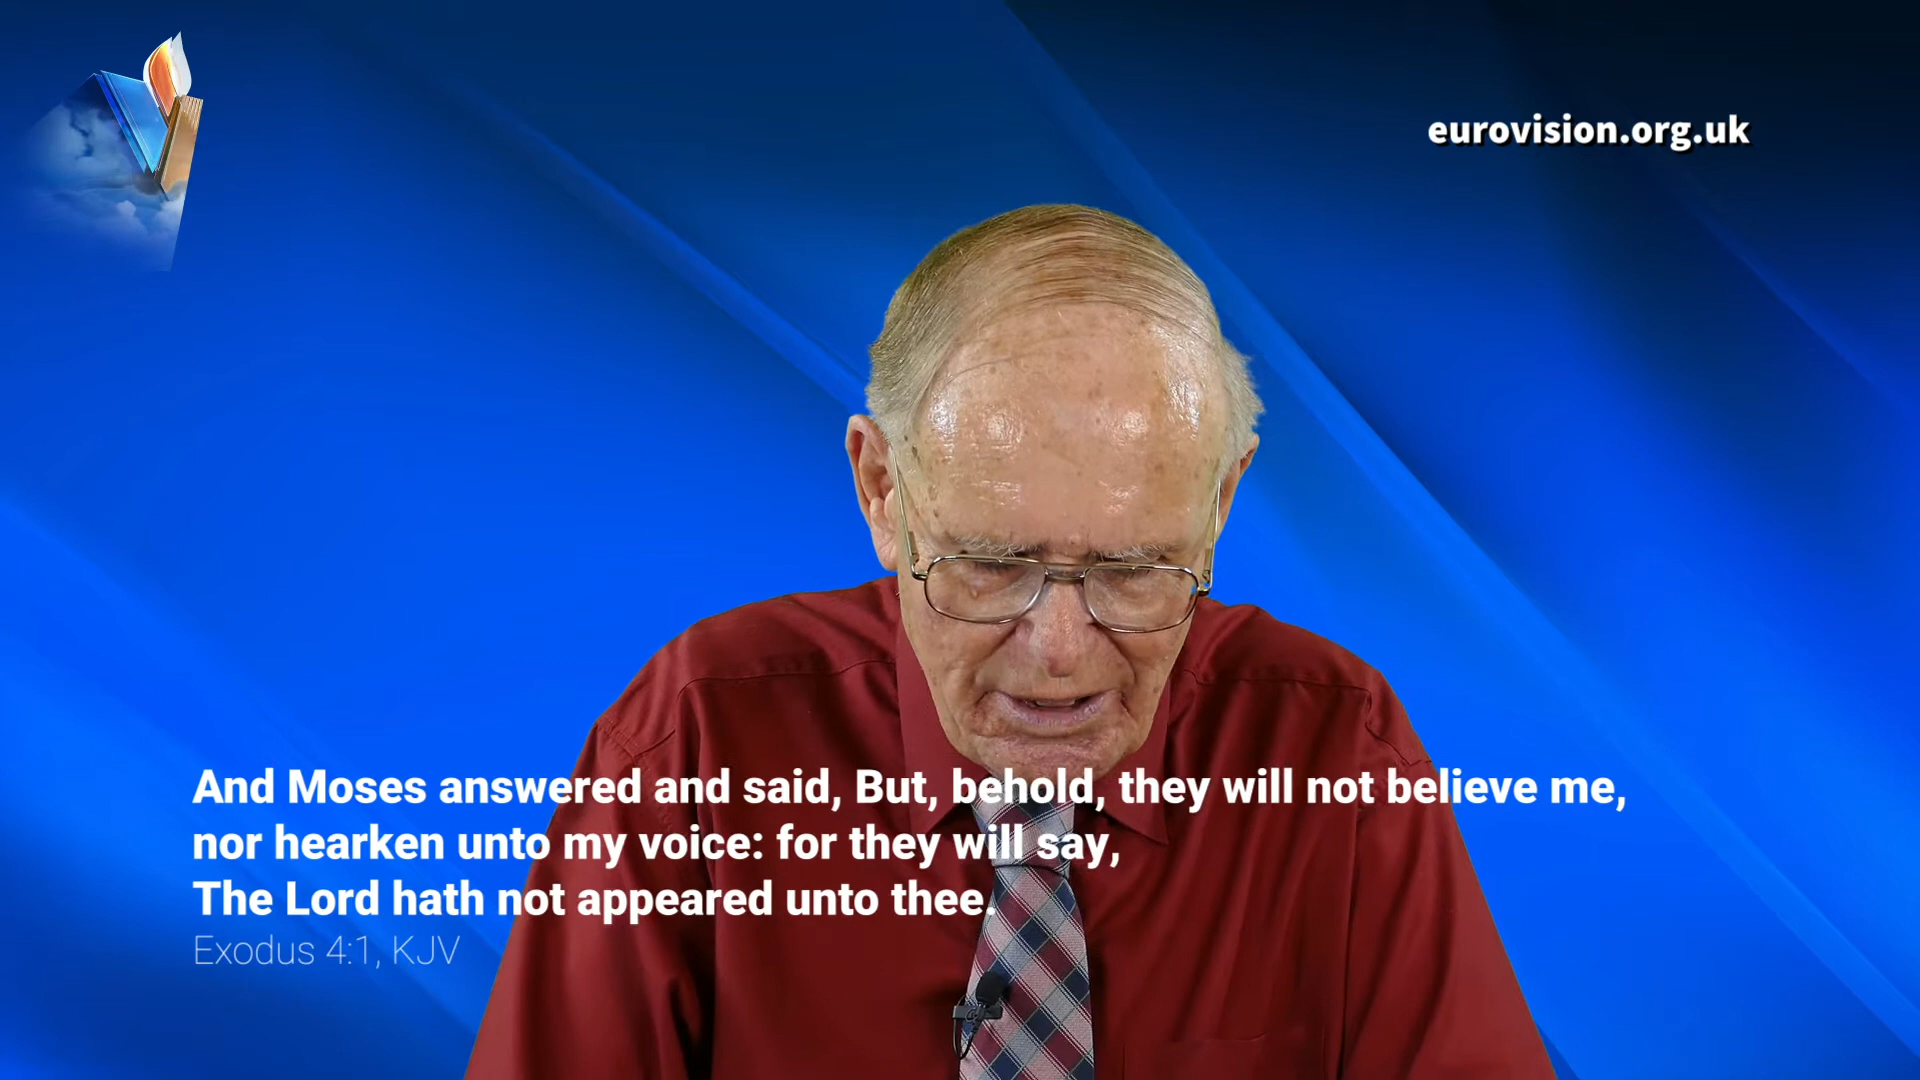 eurovision.org.uk
And Moses answered and said, But, behold, they will not believe me,
nor hearken unto my voice: for they will say,
The Lord hath not appeared unto thee.
Exodus 4:1, KJV